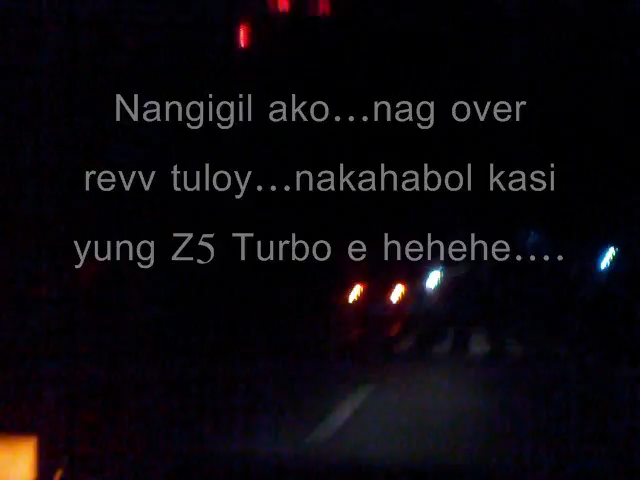 Nangigil ako...nag over
revv tuloy...nakahabol kasi
yung Z5 Turbo e hehehe....